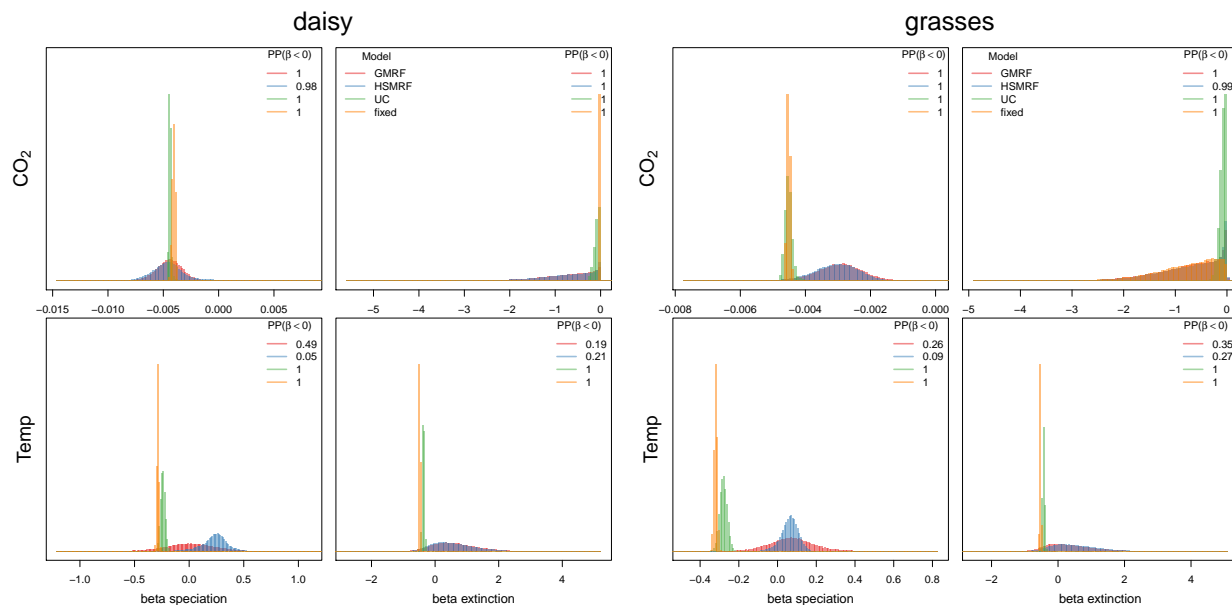 daisy
grasses
CO2
PP(β < 0)
1
0.98
1
1
−0.015
−0.010
−0.005
0.000
0.005
Model
GMRF
HSMRF
UC
fixed
PP(β < 0)
1
1
1
1
−5
−4
−3
−2
−1
0
CO2
PP(β < 0)
1
1
1
1
−0.008
−0.006
−0.004
−0.002
0.000
Model
GMRF
HSMRF
UC
fixed
PP(β < 0)
1
0.99
1
1
−5
−4
−3
−2
−1
0
Temp
PP(β < 0)
0.49
0.05
1
1
−1.0
−0.5
0.0
0.5
1.0
beta speciation
PP(β < 0)
0.19
0.21
1
1
−2
0
2
4
beta extinction
Temp
PP(β < 0)
0.26
0.09
1
1
−0.4
−0.2
0.0
0.2
0.4
0.6
0.8
beta speciation
PP(β < 0)
0.35
0.27
1
1
−2
0
2
4
beta extinction